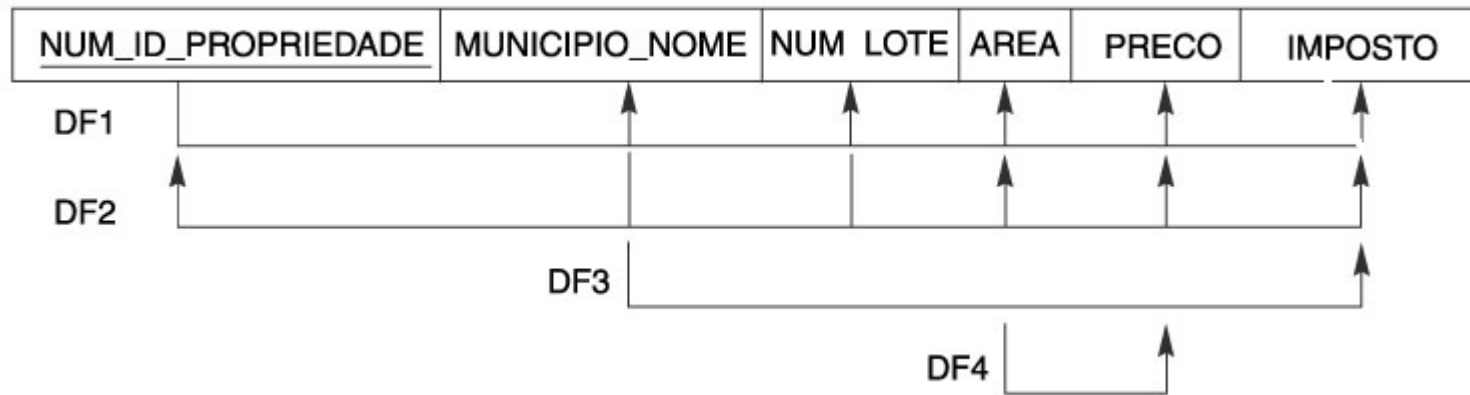 NUM_ID_PROPRIEDADE MUNICIPIO_NOME NUM LOTE AREA PRECO IMPOSTO
DF1
DF2
DF3
DF4